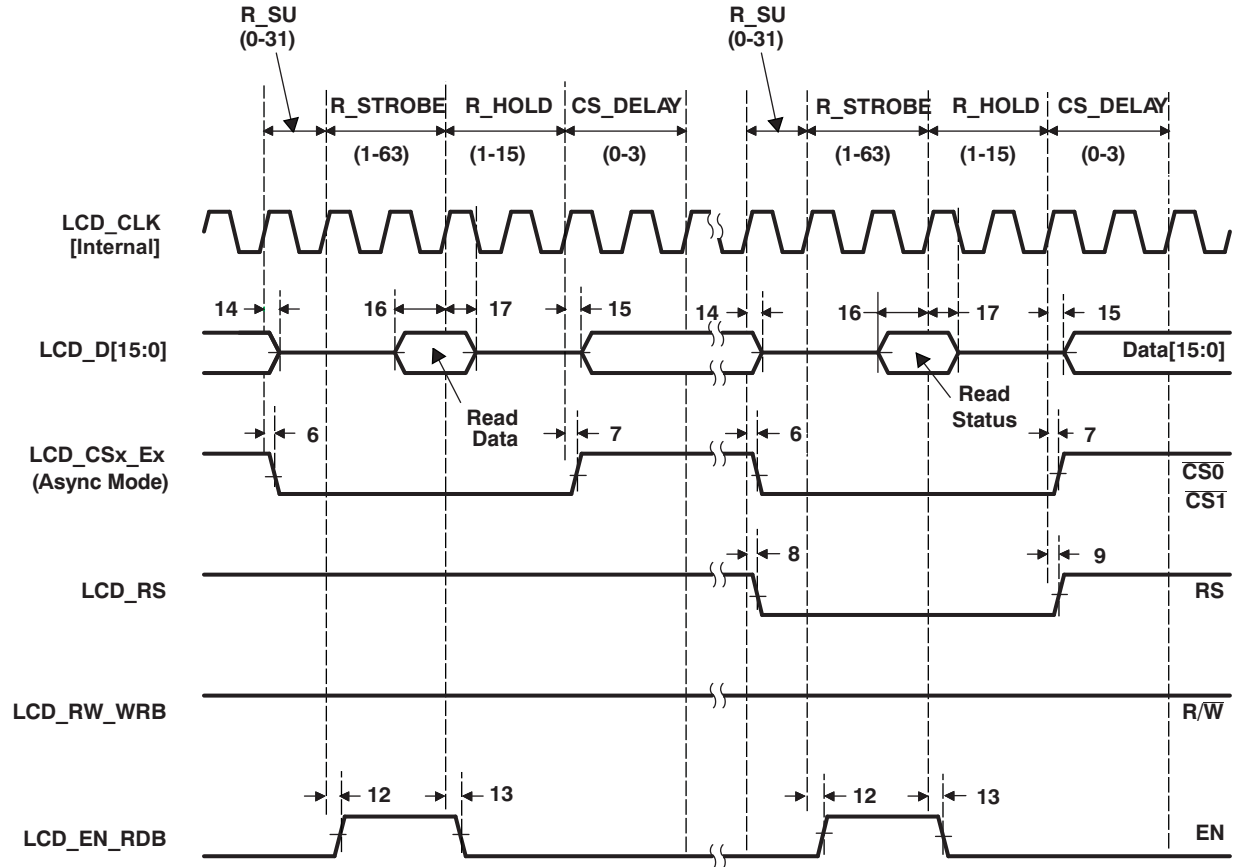 R_SU
(0-31)
R_SU
(0-31)
R_STROBE R_HOLD CS_DELAY
R_STROBE R_HOLD CS_DELAY
(1-63) (1-15) (0-3)
(1-63) (1-15) (0-3)
LCD_CLK
[Internal]
14 16 17 15 14 16 17 15
LCD_D[15:0]
Data[15:0]
Read
Data
Read
Status
6 7 6 7
LCD_CSx_Ex
(Async Mode)
C̅S̅0̅
C̅S̅1̅
8 9
LCD_RS
RS
LCD_RW_WRB
R/W̅
12 13 12 13
LCD_EN_RDB
EN